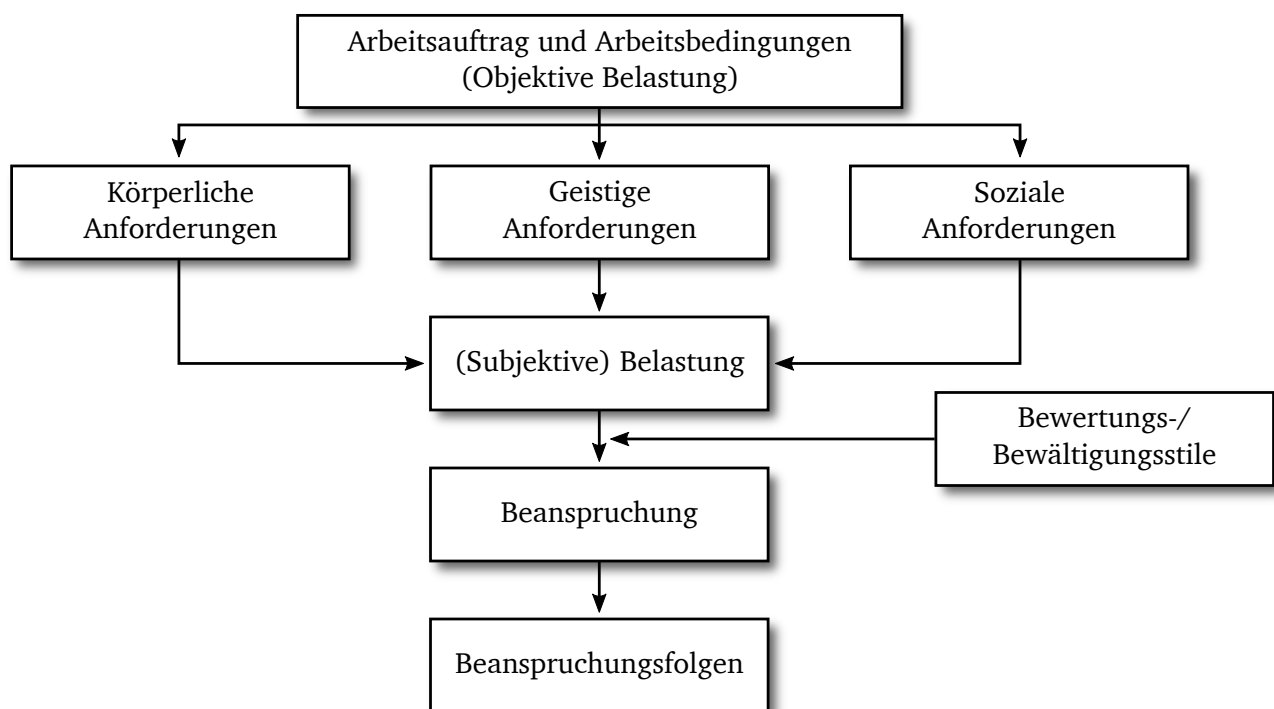 Arbeitsauftrag und Arbeitsbedingungen
(Objektive Belastung)
Körperliche
Anforderungen
Geistige
Anforderungen
Soziale
Anforderungen
(Subjektive) Belastung
Bewertungs-/
Bewältigungsstile
Beanspruchung
Beanspruchungsfolgen